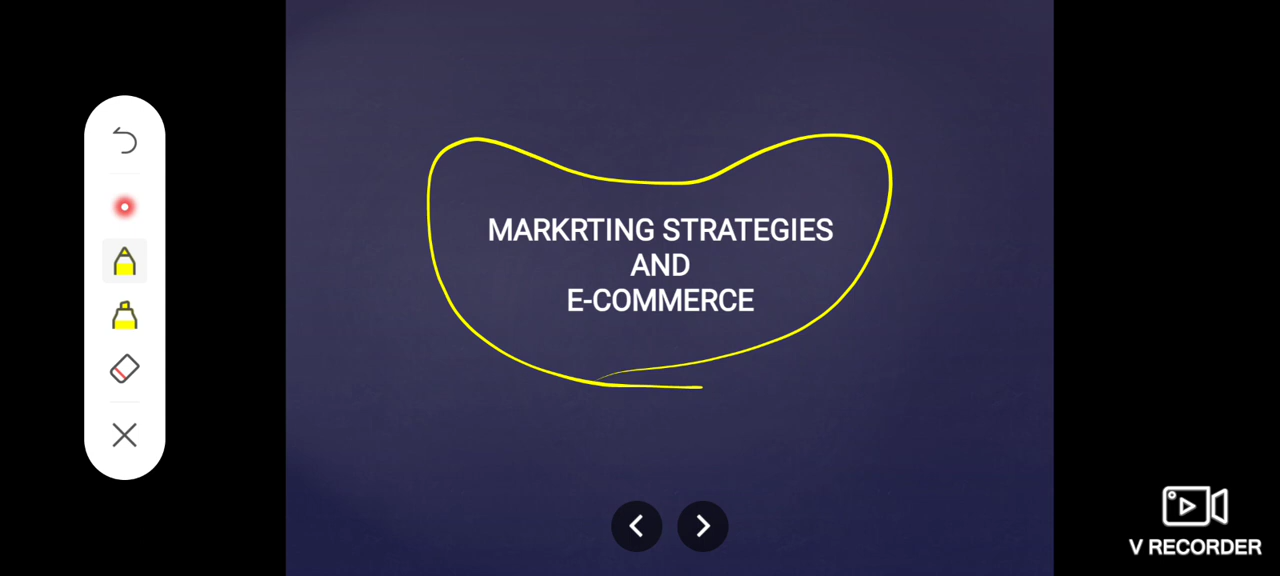 MARKRTING STRATEGIES
AND
E-COMMERCE
V RECORDER